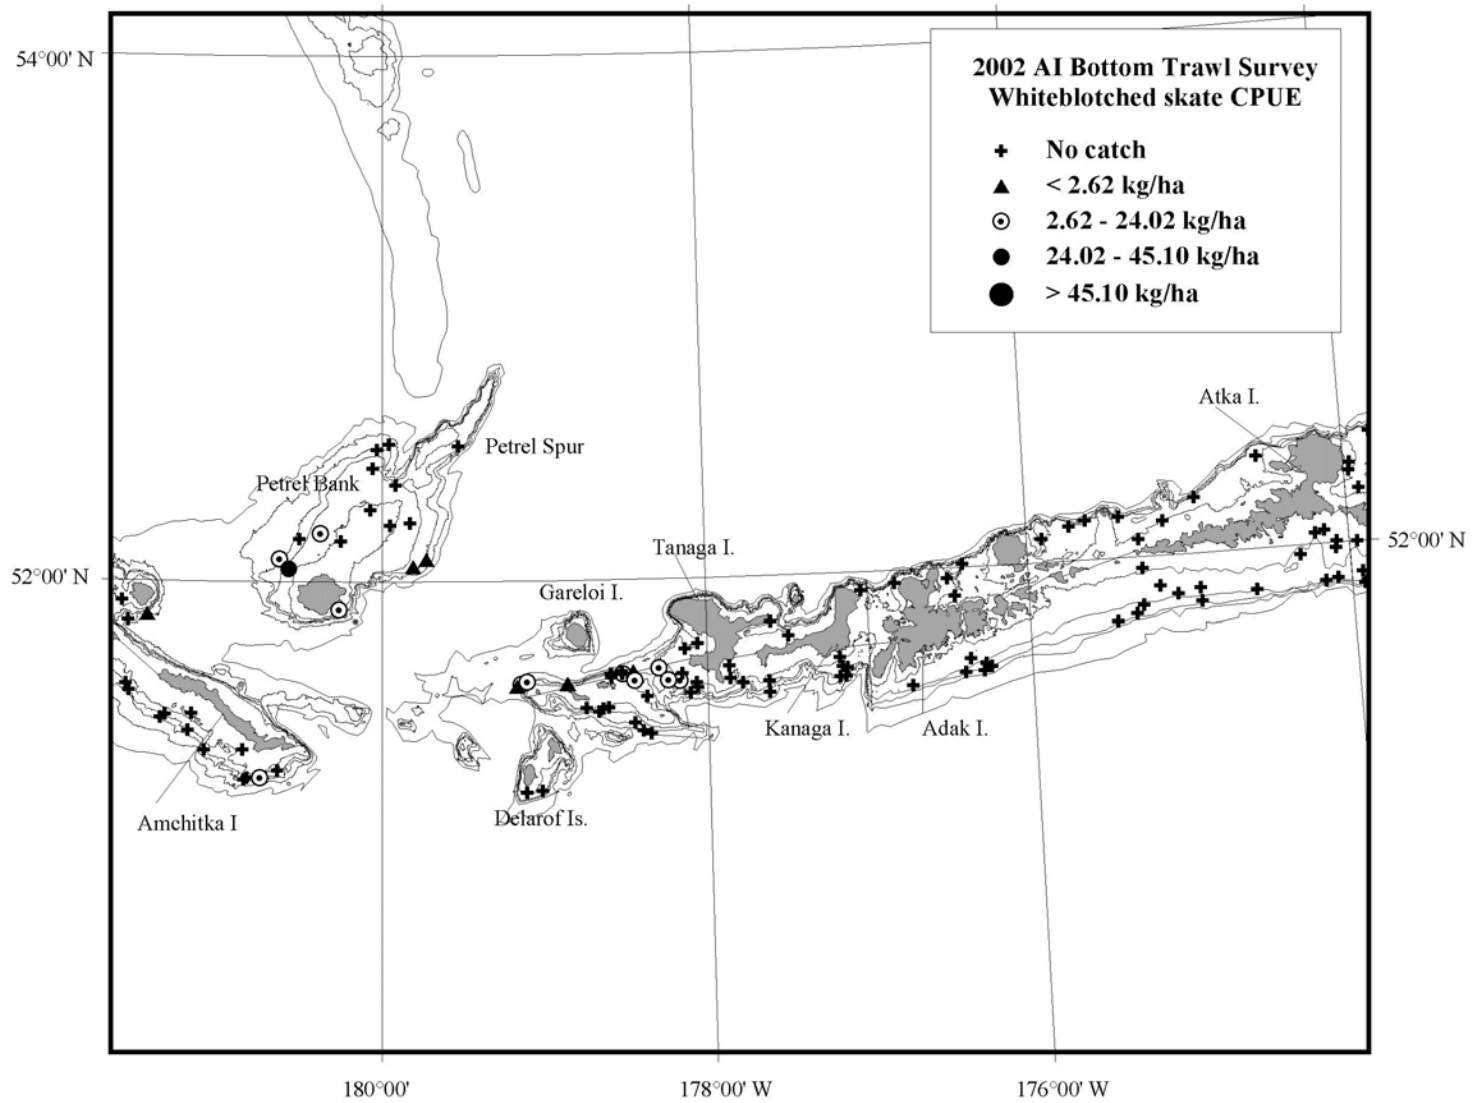 54°00' N
2002 AI Bottom Trawl Survey
Whiteblotched skate CPUE
No catch
< 2.62 kg/ha
2.62 - 24.02 kg/ha
24.02 - 45.10 kg/ha
> 45.10 kg/ha
Atka I.
Petrel Spur
Petrel Bank
52°00' N
Tanaga I.
52°00' N
Gareloi I.
Kanaga I.
Adak I.
Delarof Is.
Amchitka I
180°00'
178°00' W
176°00' W